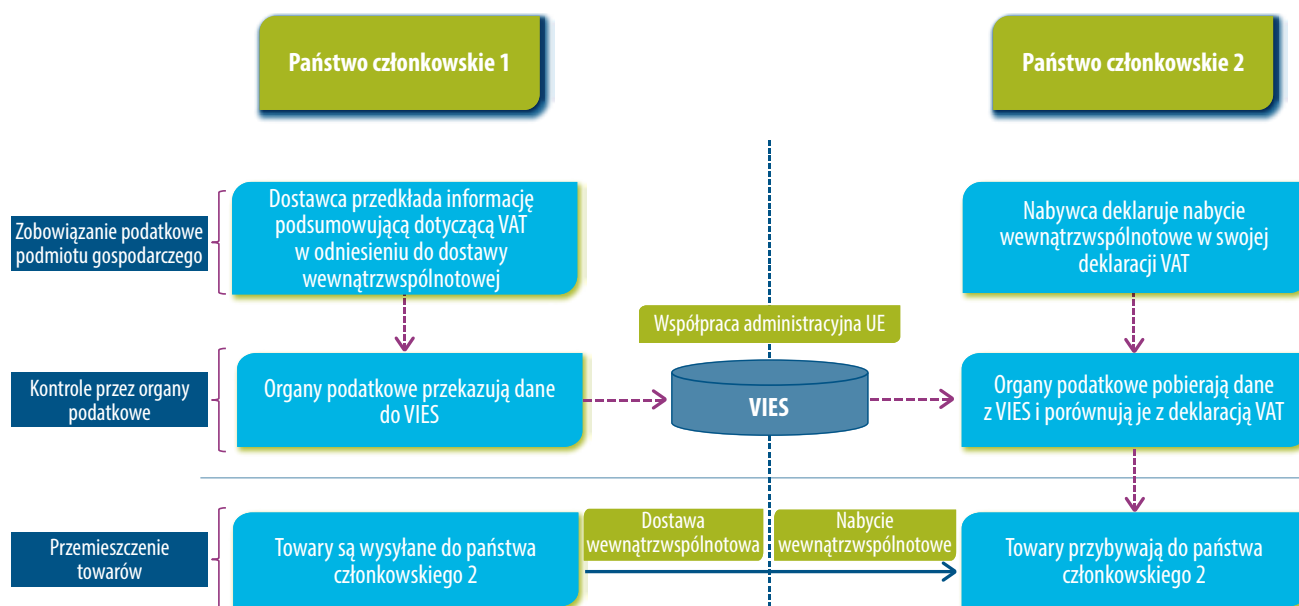 Państwo członkowskie 1
Państwo członkowskie 2
Zobowiązanie podatkowe
podmiotu gospodarczego
Dostawca przedkłada informację
podsumowującą dotyczącą VAT
w odniesieniu do dostawy
wewnątrzwspólnotowej
Nabywca deklaruje nabycie
wewnątrzwspólnotowe w swojej
deklaracji VAT
Współpraca administracyjna UE
Kontrole przez organy
podatkowe
Organy podatkowe przekazują dane
do VIES
VIES
Organy podatkowe pobierają dane
z VIES i porównują je z deklaracją VAT
Przemieszczenie
towarów
Towary są wysyłane do państwa
członkowskiego 2
Dostawa
wewnątrzwspólnotowa
Nabycie
wewnątrzwspólnotowe
Towary przybywają do państwa
członkowskiego 2